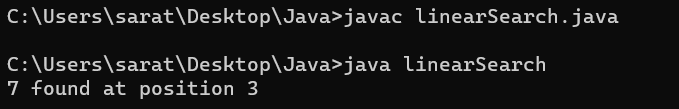 C:\Users\sarat\Desktop\Java>javac linearSearch.java
C:\Users\sarat\Desktop\Java>java linearSearch
7 found at position 3